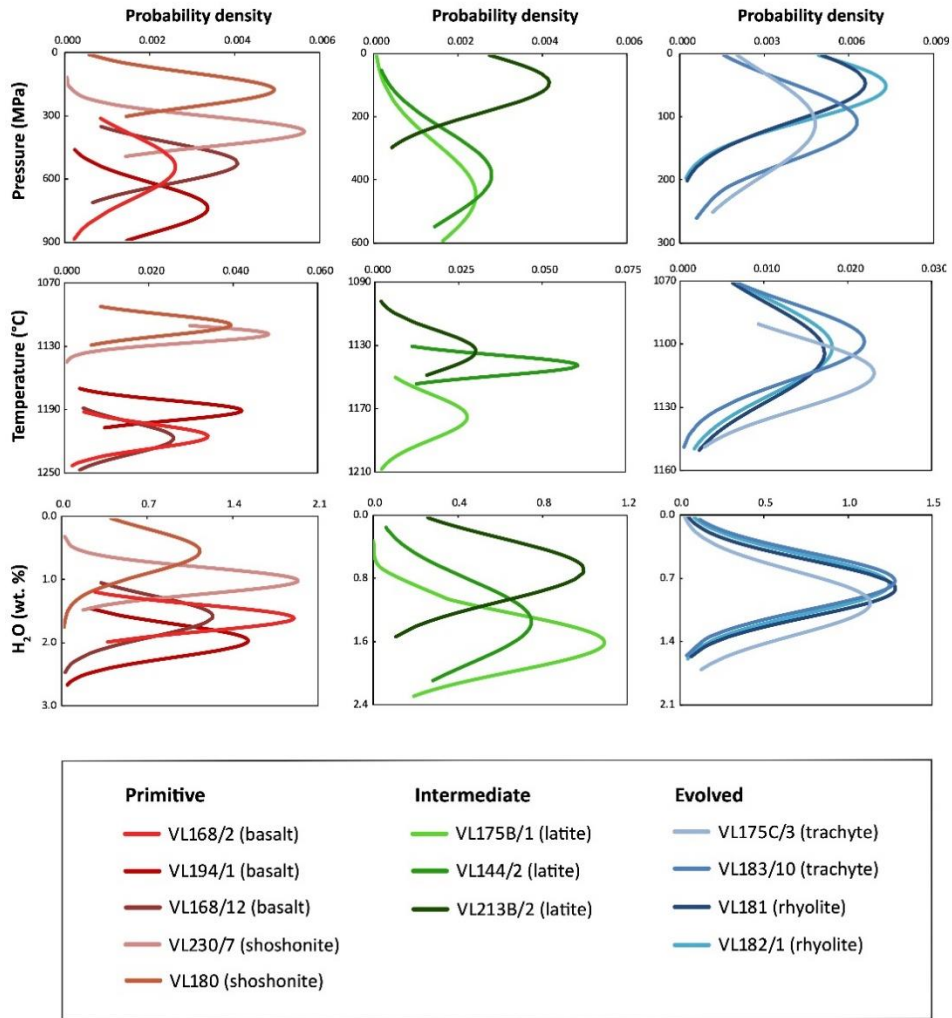 Probability density Probability density Probability density
0.000 0.002 0.004 0.006 0.000 0.002 0.004 0.006 0.000 0.003 0.006 0.009
Pressure (MPa)
0
300
600
900
0
200
400
600
0
100
200
300
0.000 0.020 0.040 0.060 0.000 0.025 0.050 0.075 0.000 0.010 0.020 0.030
Temperature (°C)
1070
1130
1190
1250
1090
1130
1170
1210
1070
1100
1130
1160
0.0 0.7 1.4 2.1 0.0 0.4 0.8 1.2 0.0 0.5 1.0 1.5
H₂O (wt. %)
0.0
1.0
2.0
3.0
0.0
0.8
1.6
2.4
0.0
0.7
1.4
2.1
Primitive
VL168/2 (basalt)
VL194/1 (basalt)
VL168/12 (basalt)
VL230/7 (shoshonite)
VL180 (shoshonite)
Intermediate
VL175B/1 (latite)
VL144/2 (latite)
VL213B/2 (latite)
Evolved
VL175C/3 (trachyte)
VL183/10 (trachyte)
VL181 (rhyolite)
VL182/1 (rhyolite)